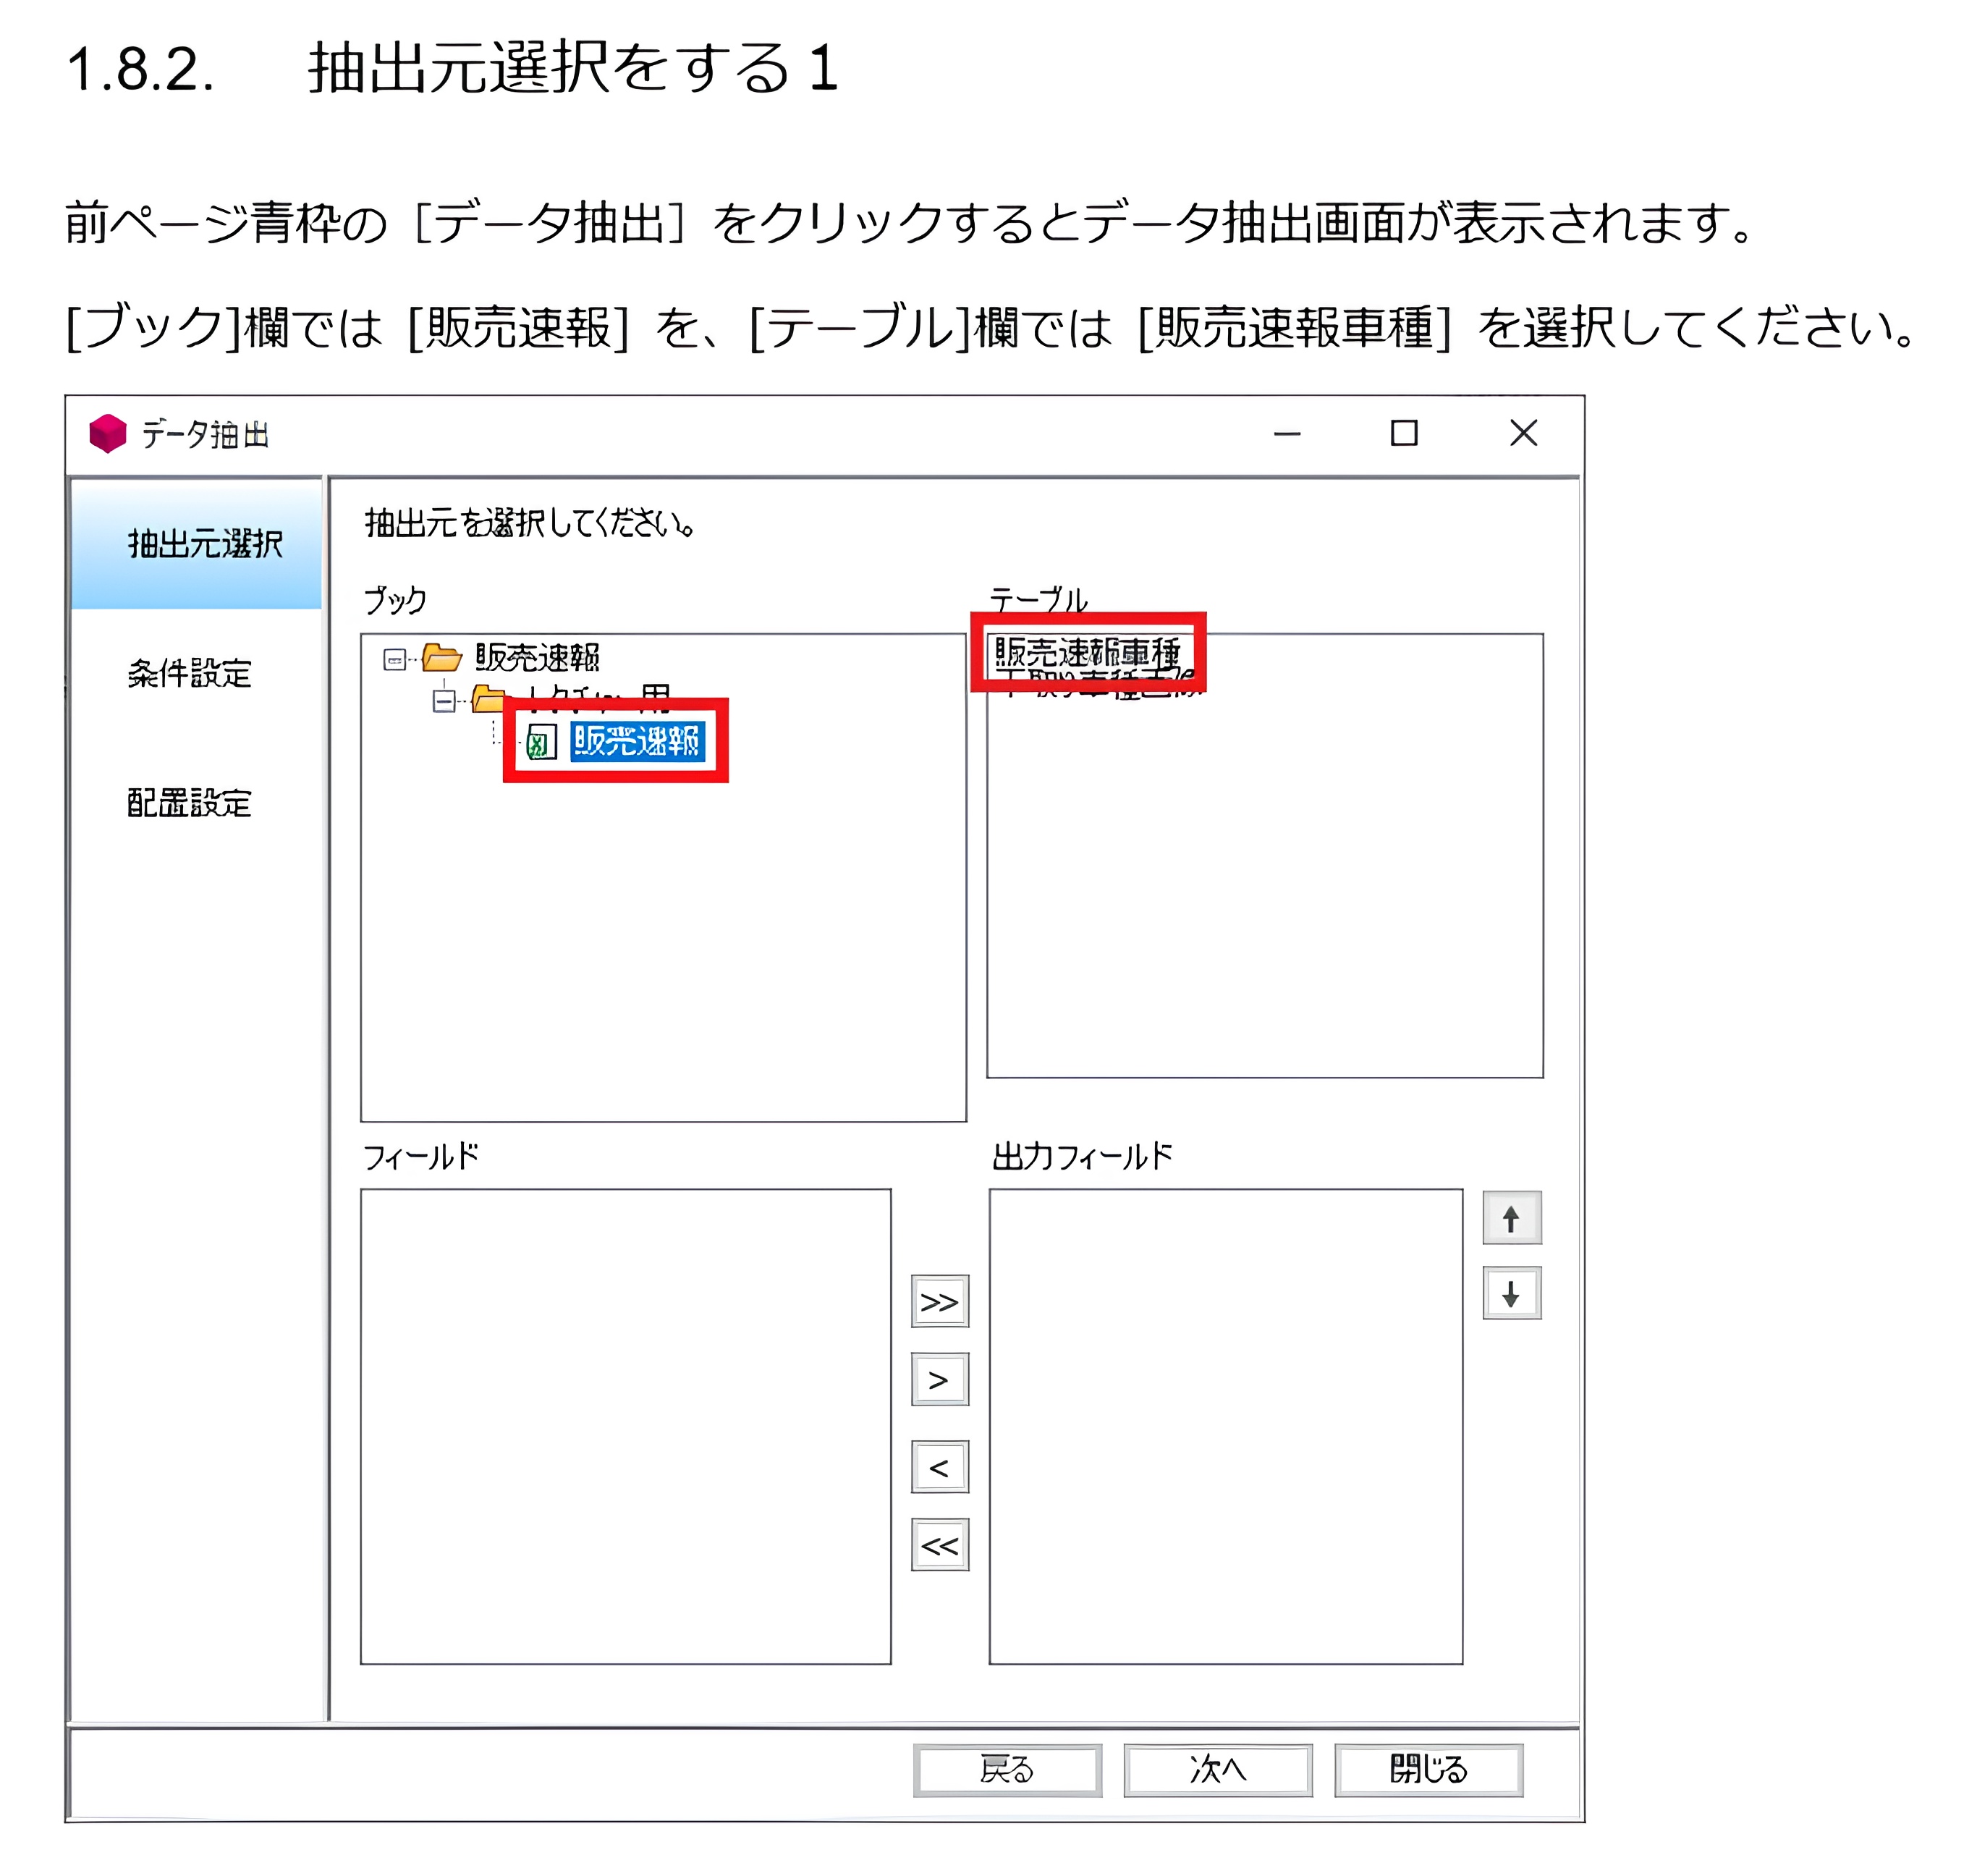 1.8.2. 抽出元選択をする1
前ページ青枠の［データ抽出］をクリックするとデータ抽出画面が表示されます。
[ブック]欄では［販売速報］を、[テーブル]欄では［販売速報車種］を選択してください。
データ抽出
抽出元選択
条件設定
配置設定
抽出元を選択してください。
ブック
販売速報
用
販売速報
テーブル
販売速報車種
下取り車種
フィールド
出力フィールド
>>
>
<
<<
戻る 次へ 閉じる